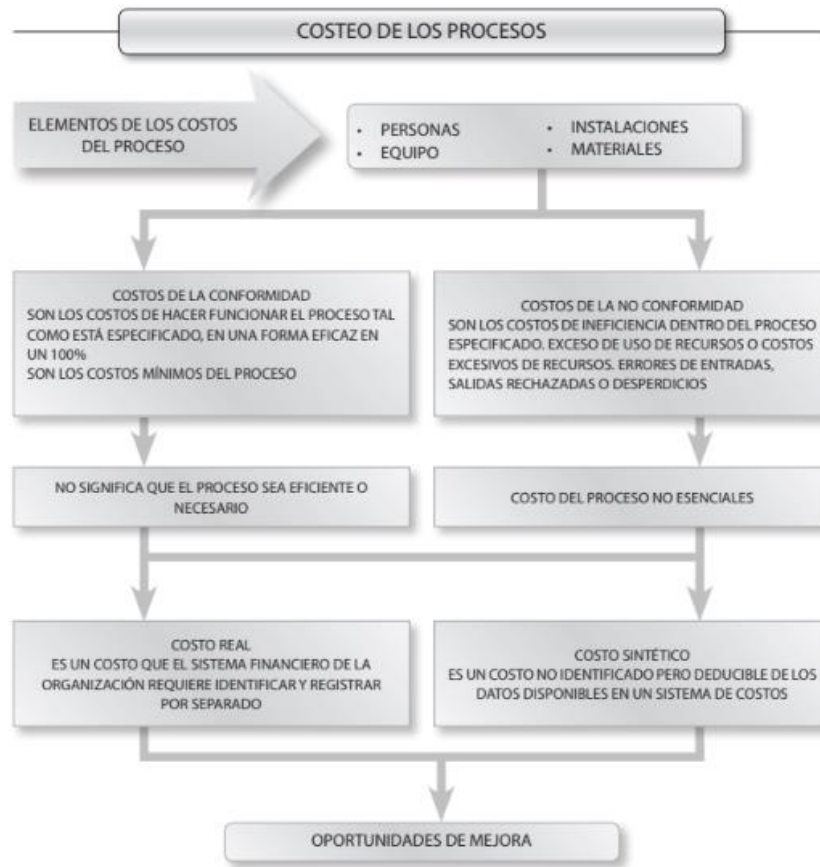 COSTEO DE LOS PROCESOS
ELEMENTOS DE LOS COSTOS
DEL PROCESO
• PERSONAS
• EQUIPO
• INSTALACIONES
• MATERIALES
COSTOS DE LA CONFORMIDAD
SON LOS COSTOS DE HACER FUNCIONAR EL PROCESO TAL
COMO ESTÁ ESPECIFICADO, EN UNA FORMA EFICAZ EN
UN 100%
SON LOS COSTOS MÍNIMOS DEL PROCESO
COSTOS DE LA NO CONFORMIDAD
SON LOS COSTOS DE INEFICIENCIA DENTRO DEL PROCESO
ESPECIFICADO. EXCESO DE USO DE RECURSOS O COSTOS
EXCESIVOS DE RECURSOS. ERRORES DE ENTRADAS,
SALIDAS RECHAZADAS O DESPERDICIOS
NO SIGNIFICA QUE EL PROCESO SEA EFICIENTE O
NECESARIO
COSTO DEL PROCESO NO ESENCIALES
COSTO REAL
ES UN COSTO QUE EL SISTEMA FINANCIERO DE LA
ORGANIZACIÓN REQUIERE IDENTIFICAR Y REGISTRAR
POR SEPARADO
COSTO SINTÉTICO
ES UN COSTO NO IDENTIFICADO PERO DEDUCIBLE DE LOS
DATOS DISPONIBLES EN UN SISTEMA DE COSTOS
OPORTUNIDADES DE MEJORA